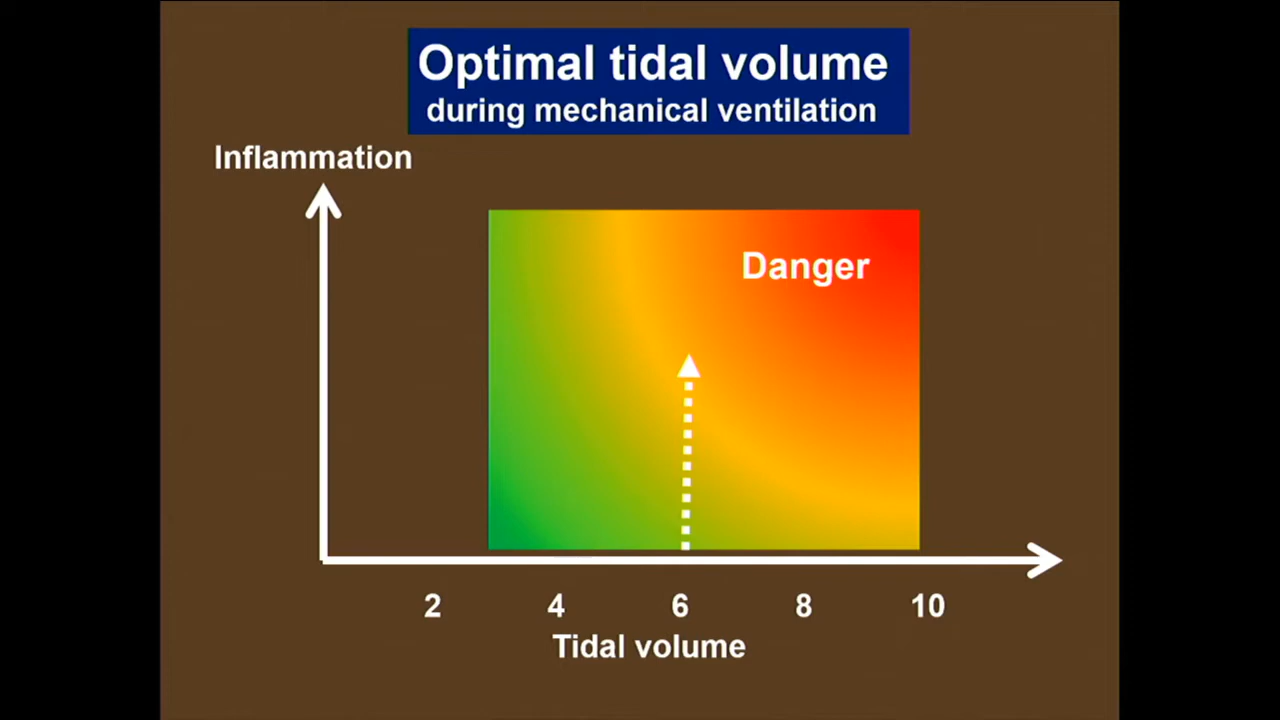 Optimal tidal volume
during mechanical ventilation
Inflammation
Danger
2 4 6 8 10
Tidal volume